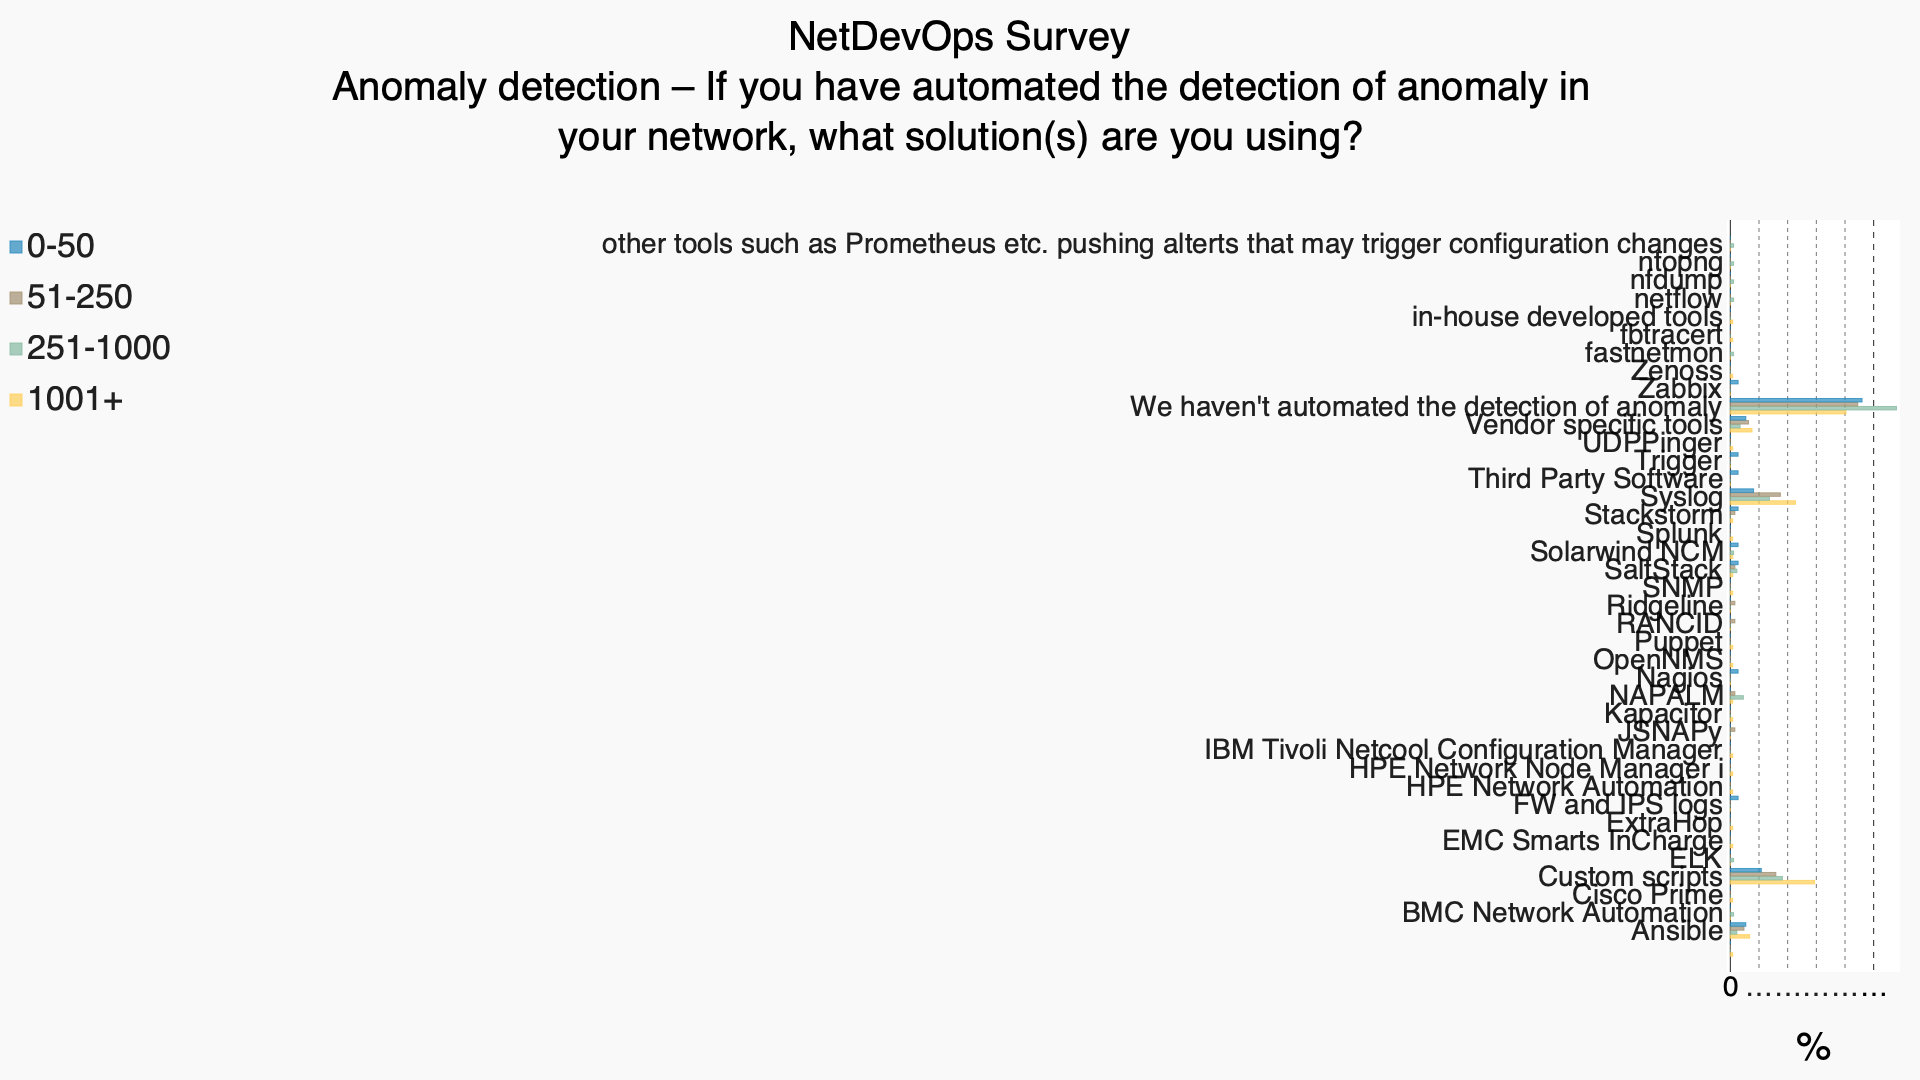 NetDevOps Survey
Anomaly detection – If you have automated the detection of anomaly in
your network, what solution(s) are you using?
0-50
51-250
251-1000
1001+
other tools such as Prometheus etc. pushing alterts that may trigger configuration changes
ntopng
nfdump
netflow
in-house developed tools
fbtracert
fastnetmon
Zenoss
Zabbix
We haven't automated the detection of anomaly
Vendor specific tools
UDPPinger
Trigger
Third Party Software
Syslog
Stackstorm
Splunk
Solarwind NCM
SaltStack
SNMP
Ridgeline
RANCID
Puppet
OpenNMS
Nagios
NAPALM
Kapacitor
JSNAPy
IBM Tivoli Netcool Configuration Manager
HPE Network Node Manager i
HPE Network Automation
FW and IPS logs
ExtraHop
EMC Smarts InCharge
ELK
Custom scripts
Cisco Prime
BMC Network Automation
Ansible
0 ...............
%